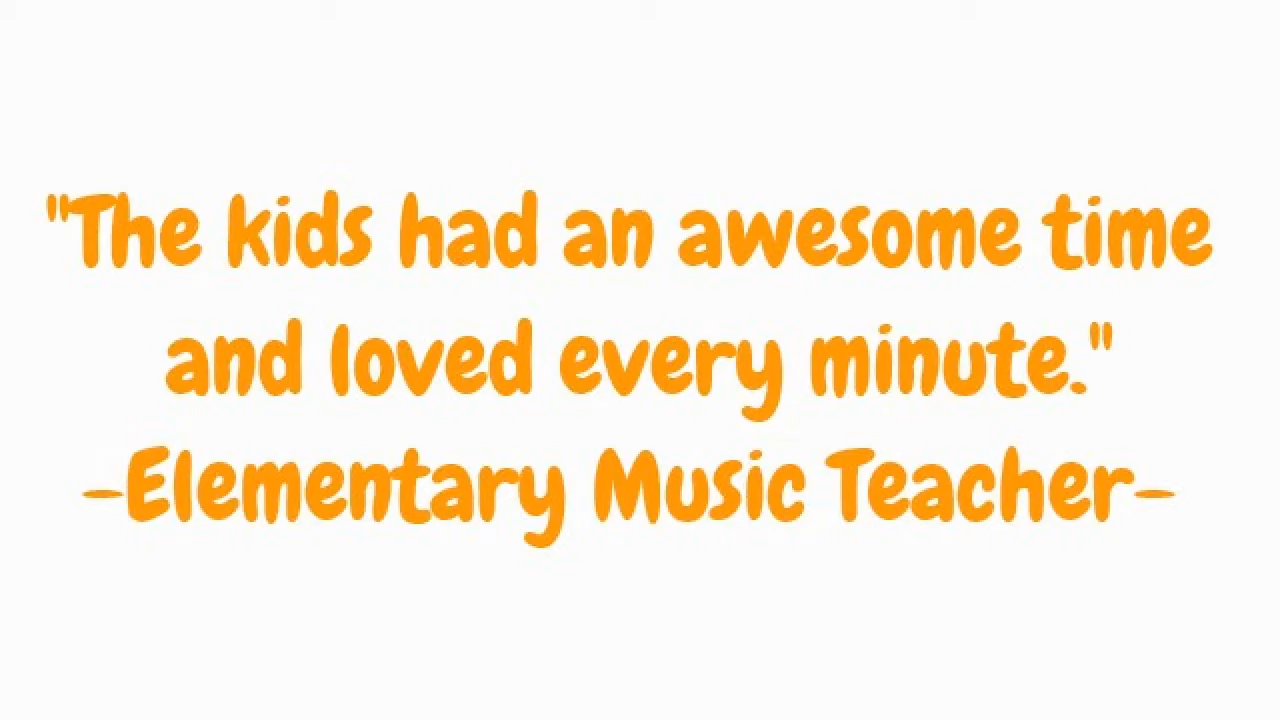 "The kids had an awesome time
and loved every minute."
-Elementary Music Teacher-